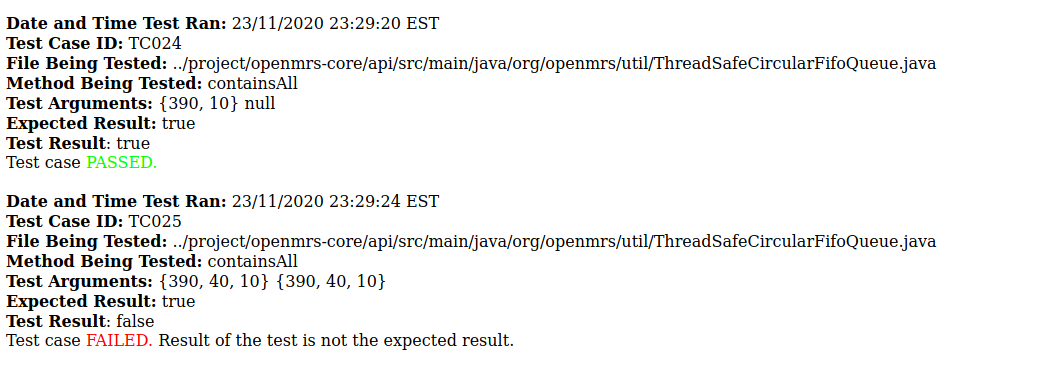 Date and Time Test Ran: 23/11/2020 23:29:20 EST
Test Case ID: TC024
File Being Tested: ../project/openmrs-core/api/src/main/java/org/openmrs/util/ThreadSafeCircularFifoQueue.java
Method Being Tested: containsAll
Test Arguments: {390, 10} null
Expected Result: true
Test Result: true
Test case PASSED.
Date and Time Test Ran: 23/11/2020 23:29:24 EST
Test Case ID: TC025
File Being Tested: ../project/openmrs-core/api/src/main/java/org/openmrs/util/ThreadSafeCircularFifoQueue.java
Method Being Tested: containsAll
Test Arguments: {390, 40, 10} {390, 40, 10}
Expected Result: true
Test Result: false
Test case FAILED. Result of the test is not the expected result.